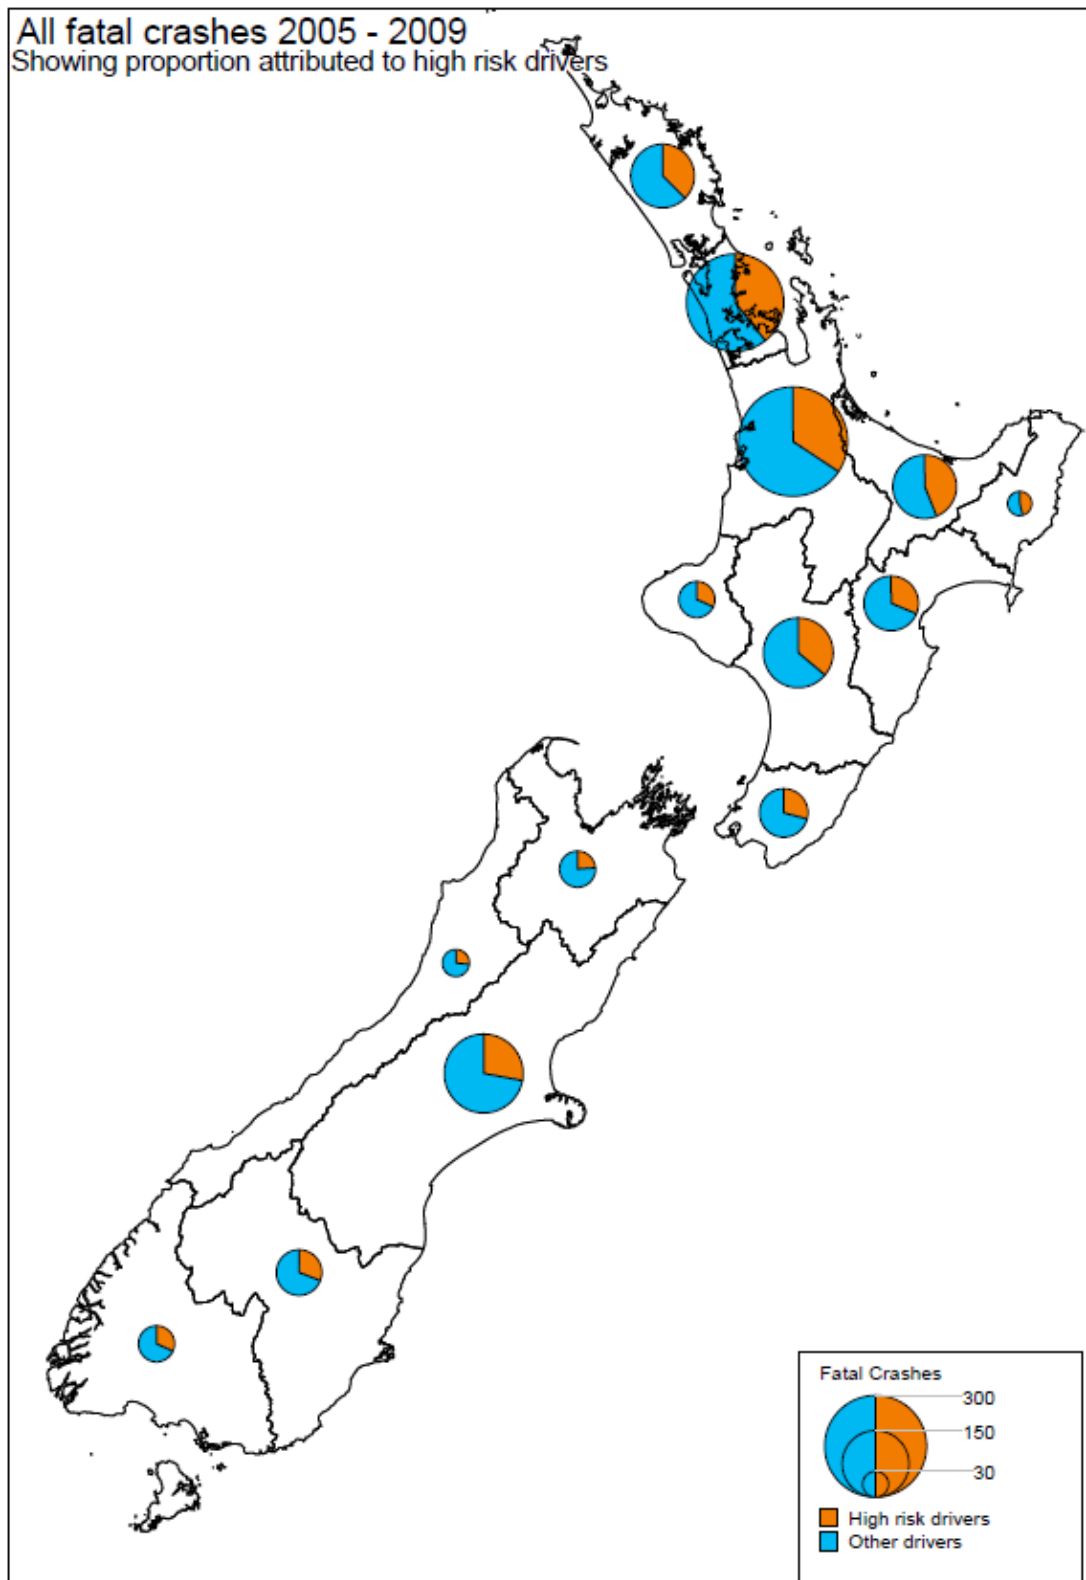 All fatal crashes 2005 - 2009
Showing proportion attributed to high risk drivers
Fatal Crashes
300
150
30
High risk drivers
Other drivers